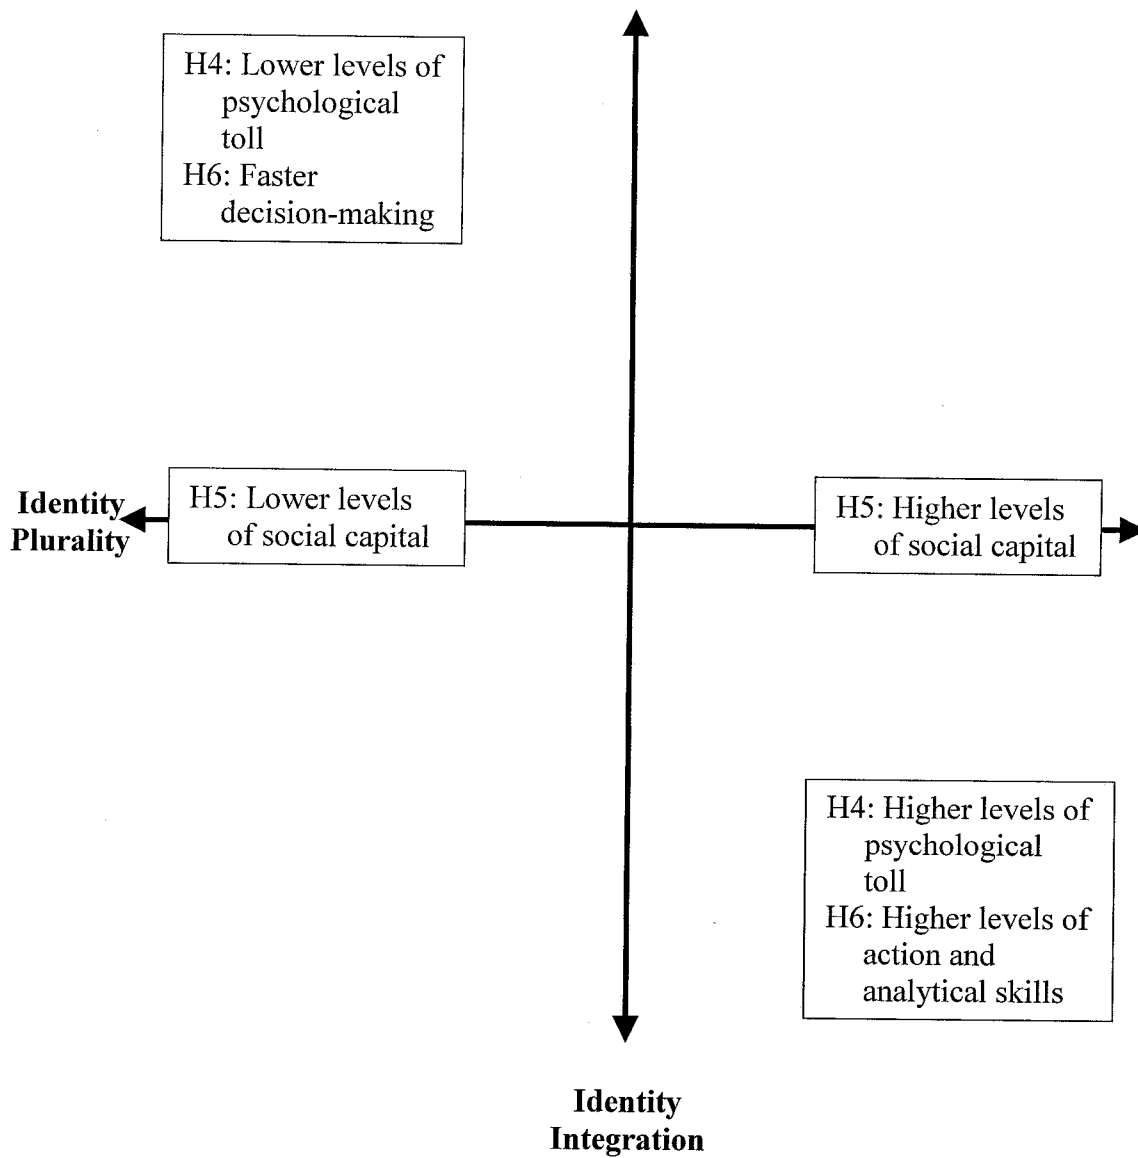 H4: Lower levels of
psychological
toll
H6: Faster
decision-making
Identity
Plurality
H5: Lower levels
of social capital
H5: Higher levels
of social capital
H4: Higher levels of
psychological
toll
H6: Higher levels of
action and
analytical skills
Identity
Integration